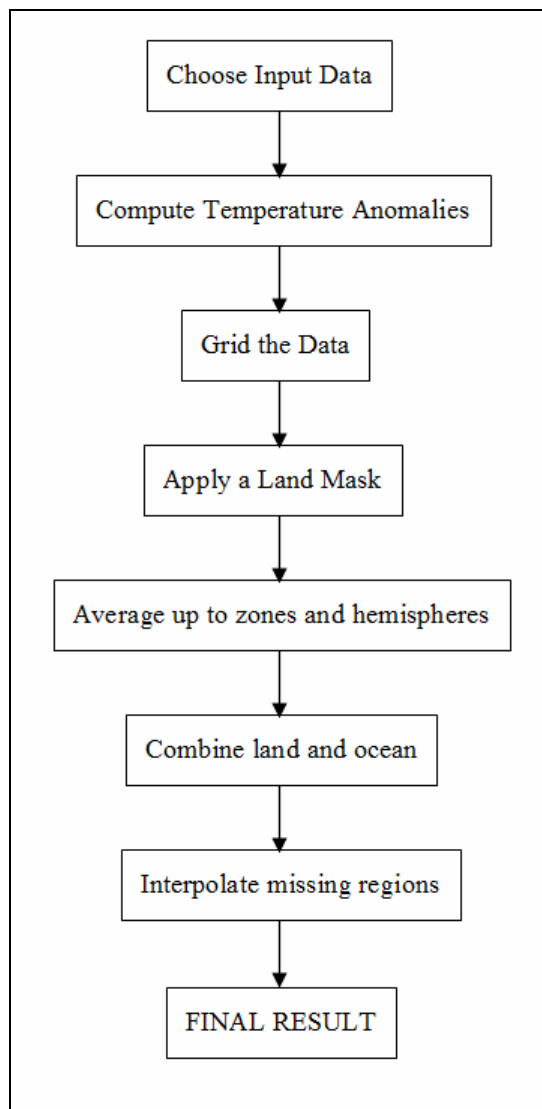 Choose Input Data
Compute Temperature Anomalies
Grid the Data
Apply a Land Mask
Average up to zones and hemispheres
Combine land and ocean
Interpolate missing regions
FINAL RESULT